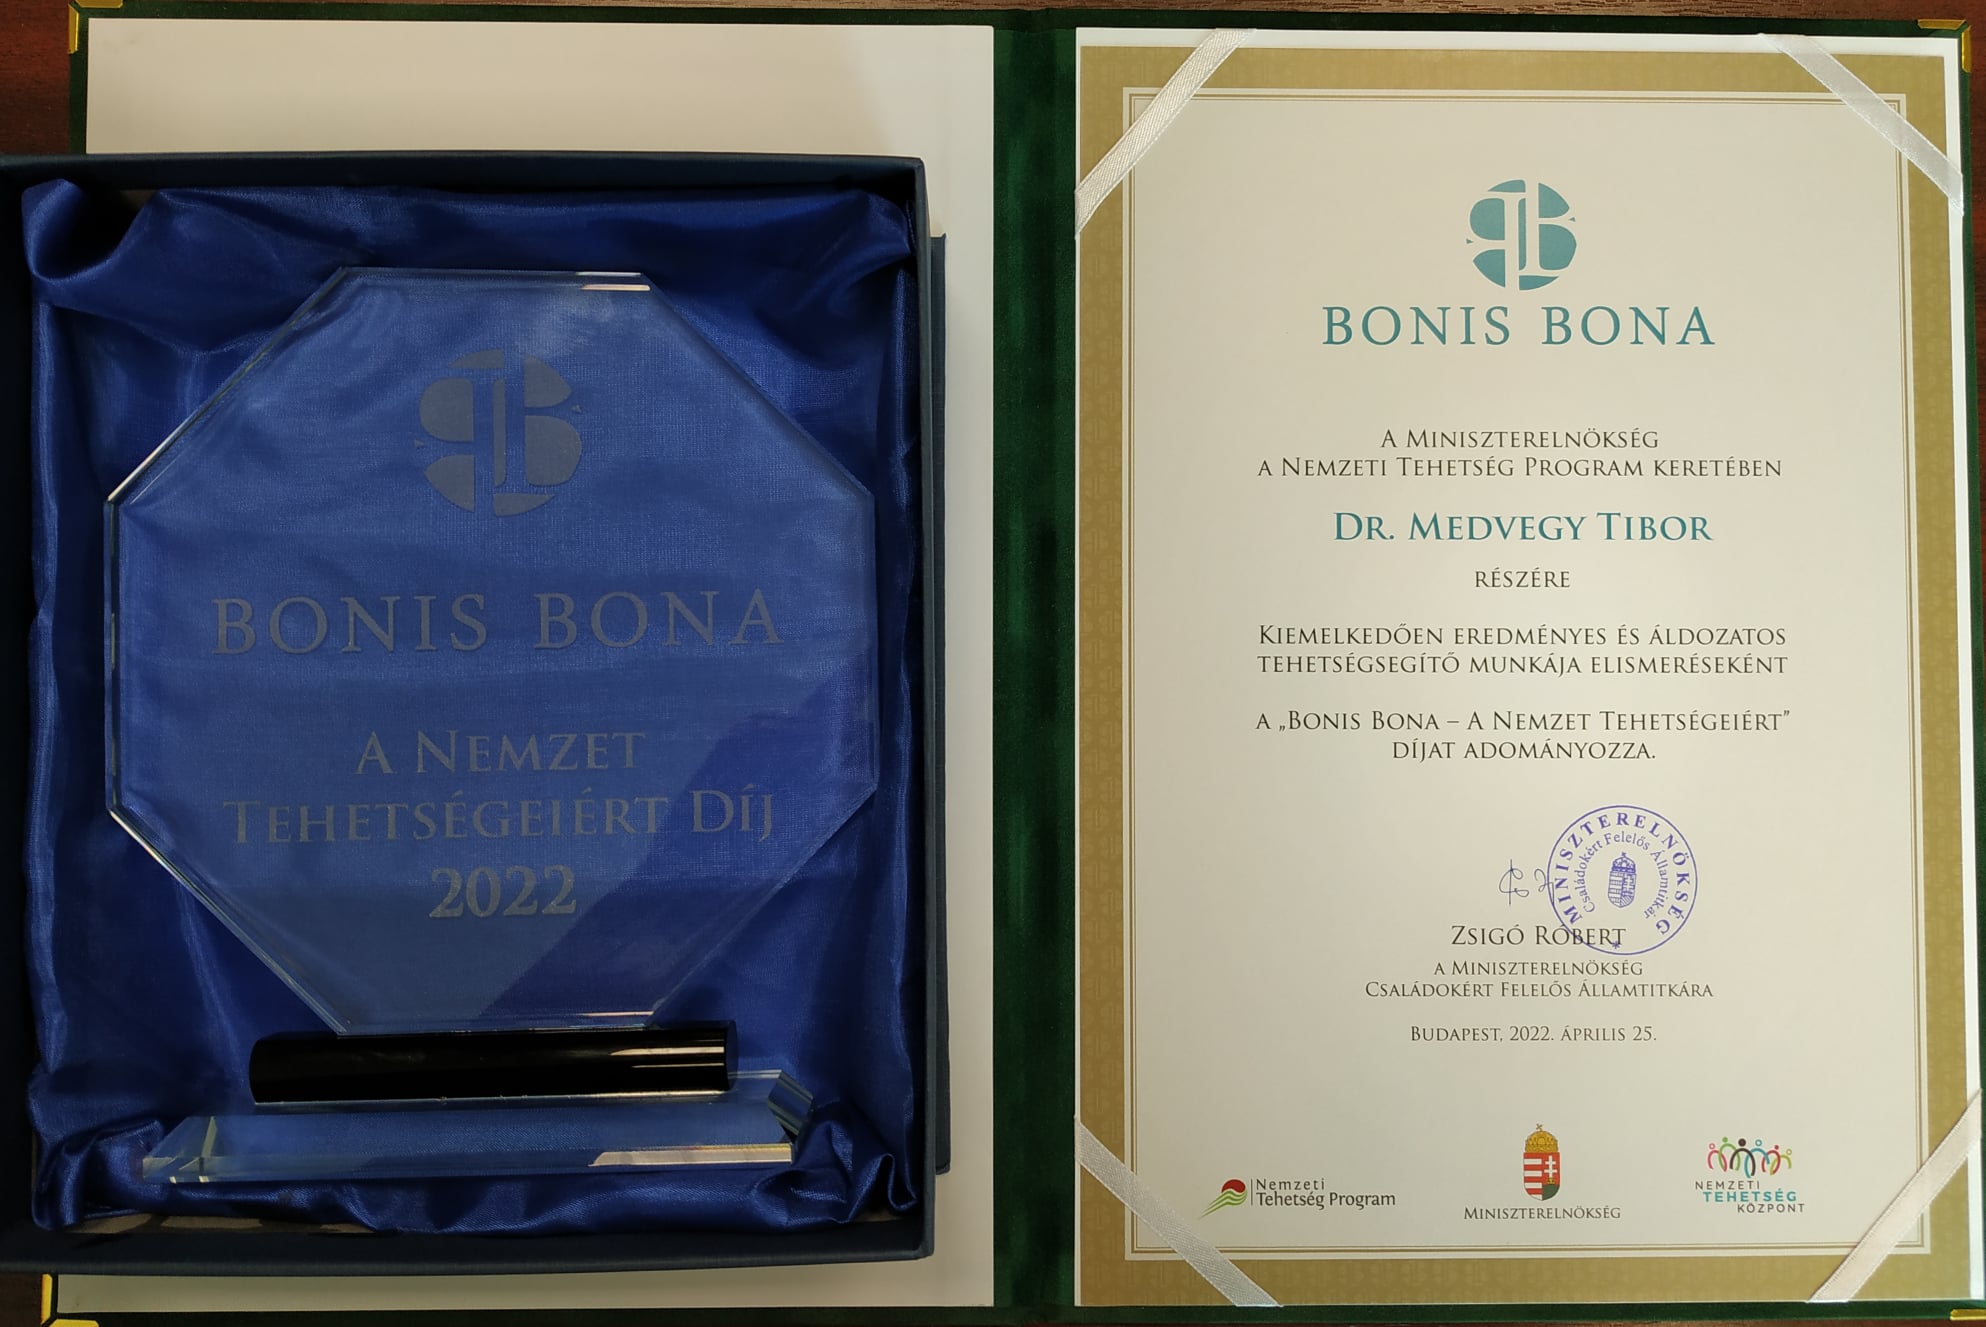 BONIS BONA
A NEMZET
TEHETSÉGEIÉRT DÍJ
2022
BONIS BONA
A MINISZTERELNÖKSÉG
A NEMZETI TEHETSÉG PROGRAM KERETÉBEN
DR. MEDVEGY TIBOR
RÉSZÉRE
KIEMELKEDŐEN EREDMÉNYES ÉS ÁLDOZATOS
TEHETSÉGSEGÍTŐ MUNKÁJA ELISMERÉSEKÉNT
A „BONIS BONA – A NEMZET TEHETSÉGEIÉRT”
DÍJAT ADOMÁNYOZZA.
MINISZTERELNÖKSÉG
Családokért Felelős Államtitkár
ZSIGÓ RÓBERT
A MINISZTERELNÖKSÉG
CSALÁDOKÉRT FELELŐS ÁLLAMTITKÁRA
BUDAPEST, 2022. ÁPRILIS 25.
Nemzeti
Tehetség Program
MINISZTERELNÖKSÉG
NEMZETI
TEHETSÉG
KÖZPONT